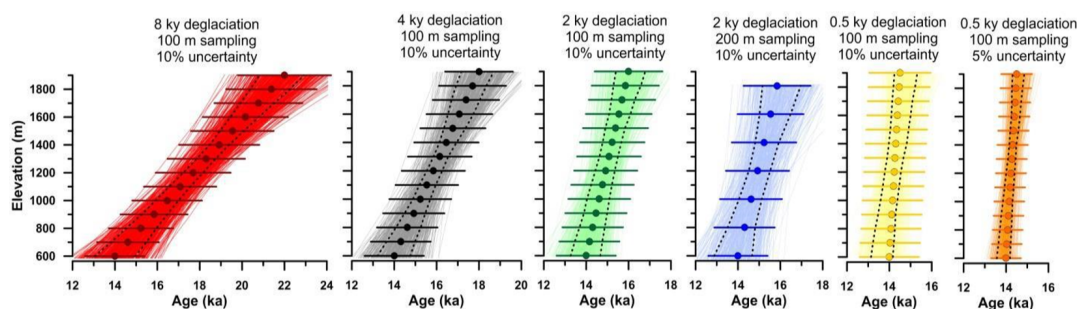 8 ky deglaciation
100 m sampling
10% uncertainty
4 ky deglaciation
100 m sampling
10% uncertainty
2 ky deglaciation
100 m sampling
10% uncertainty
2 ky deglaciation
200 m sampling
10% uncertainty
0.5 ky deglaciation
100 m sampling
10% uncertainty
0.5 ky deglaciation
100 m sampling
5% uncertainty
Elevation (m)
1800
1600
1400
1200
1000
800
600
12 14 16 18 20 22 24
Age (ka)
12 14 16 18 20
Age (ka)
12 14 16 18
Age (ka)
12 14 16 18
Age (ka)
12 14 16
Age (ka)
12 14 16
Age (ka)